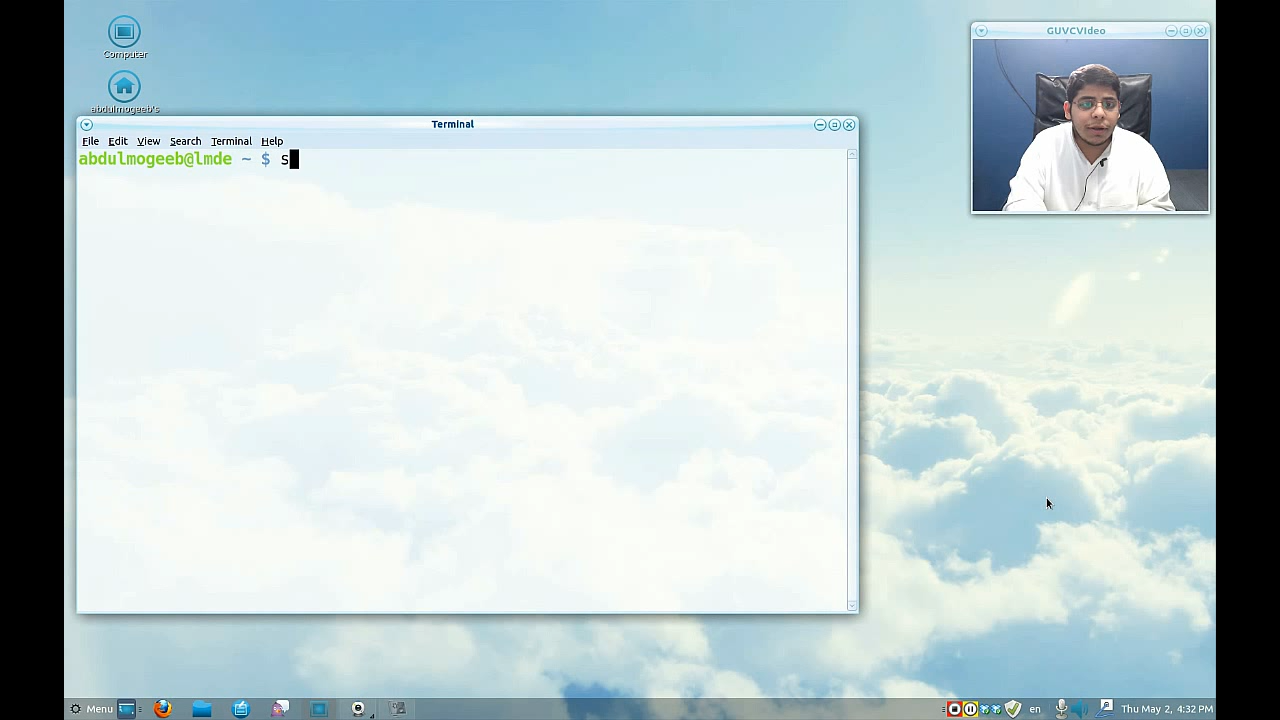 Computer
abdulmogeeb's
GUVCVIdeo
Terminal
File Edit View Search Terminal Help
abdulmogeeb@lmde ~ $ s
Menu
en
Thu May 2, 4:32 PM